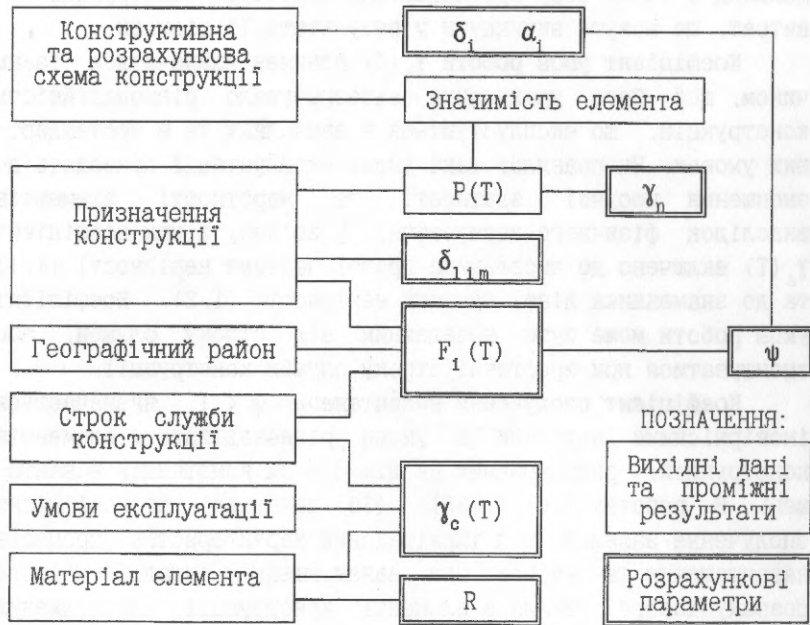 Конструктивна
та розрахункова
схема конструкції
δi αi
Значимість елемента
P(T)
γn
Призначення
конструкції
δlim
Географічний район
Fi(T)
ψ
Строк служби
конструкції
ПОЗНАЧЕННЯ:
Вихідні дані
та проміжні
результати
Умови експлуатації
γc(T)
Матеріал елемента
R
Розрахункові
параметри